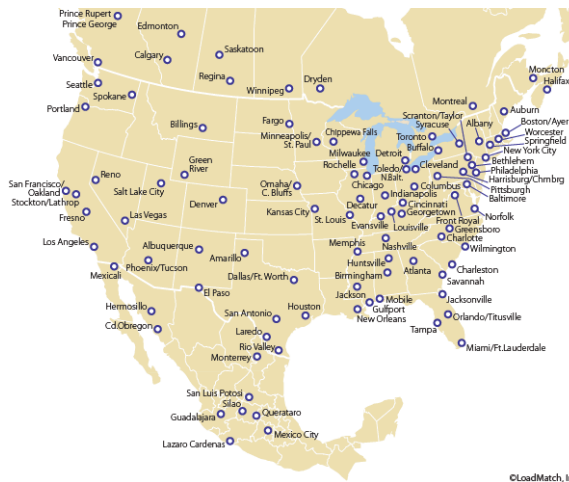 Prince Rupert
Prince George
Edmonton
Saskatoon
Calgary
Vancouver
Regina
Winnipeg
Dryden
Moncton
Halifax
Seattle
Spokane
Portland
Montreal
Auburn
Scranton/Taylor
Syracuse
Albany
Boston/Ayer
Worcester
Springfield
New York City
Bethlehem
Philadelphia
Harrisburg/Chmbrg
Pittsburgh
Baltimore
Toronto
Buffalo
Fargo
Billings
Minneapolis/
St. Paul
Chippewa Falls
Milwaukee
Detroit
Rochelle
Toledo/
N.Balt.
Cleveland
Chicago
Green
River
Reno
Salt Lake City
San Francisco/
Oakland
Stockton/Lathrop
Fresno
Las Vegas
Denver
Omaha/
C. Bluffs
Kansas City
Decatur
St. Louis
Indianapolis
Columbus
Cincinnati
Georgetown
Evansville
Louisville
Front Royal
Norfolk
Greensboro
Charlotte
Wilmington
Los Angeles
Mexicali
Phoenix/Tucson
Albuquerque
Amarillo
Memphis
Nashville
Huntsville
Birmingham
Atlanta
Charleston
Savannah
Dallas/Ft. Worth
El Paso
Jackson
Mobile
Gulfport
New Orleans
Jacksonville
Orlando/Titusville
Tampa
Miami/Ft.Lauderdale
Hermosillo
Cd.Obregon
San Antonio
Houston
Laredo
Rio Valley
Monterrey
San Luis Potosi
Silao
Guadalajara
Querataro
Mexico City
Lazaro Cardenas
©LoadMatch, I